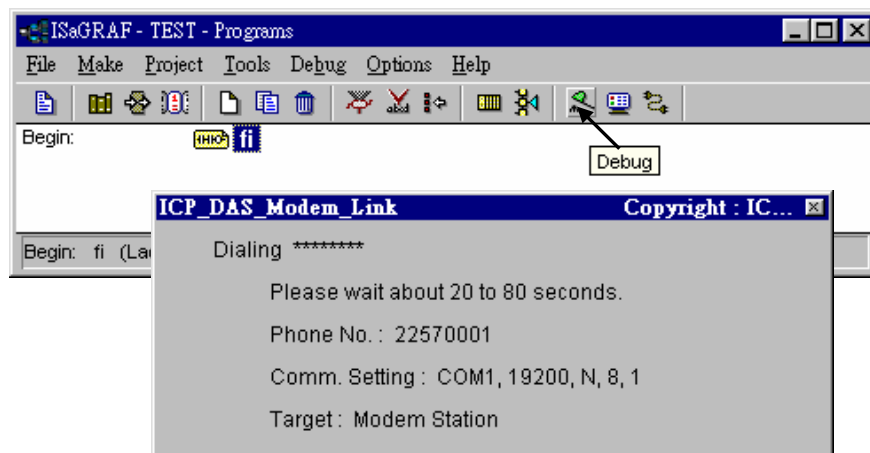 ISaGRAF - TEST - Programs
File Make Project Tools Debug Options Help
Begin: fi
Debug
ICP_DAS_Modem_Link Copyright : IC...
Begin: fi (La
Dialing ********
Please wait about 20 to 80 seconds.
Phone No. : 22570001
Comm. Setting : COM1, 19200, N, 8, 1
Target : Modem Station